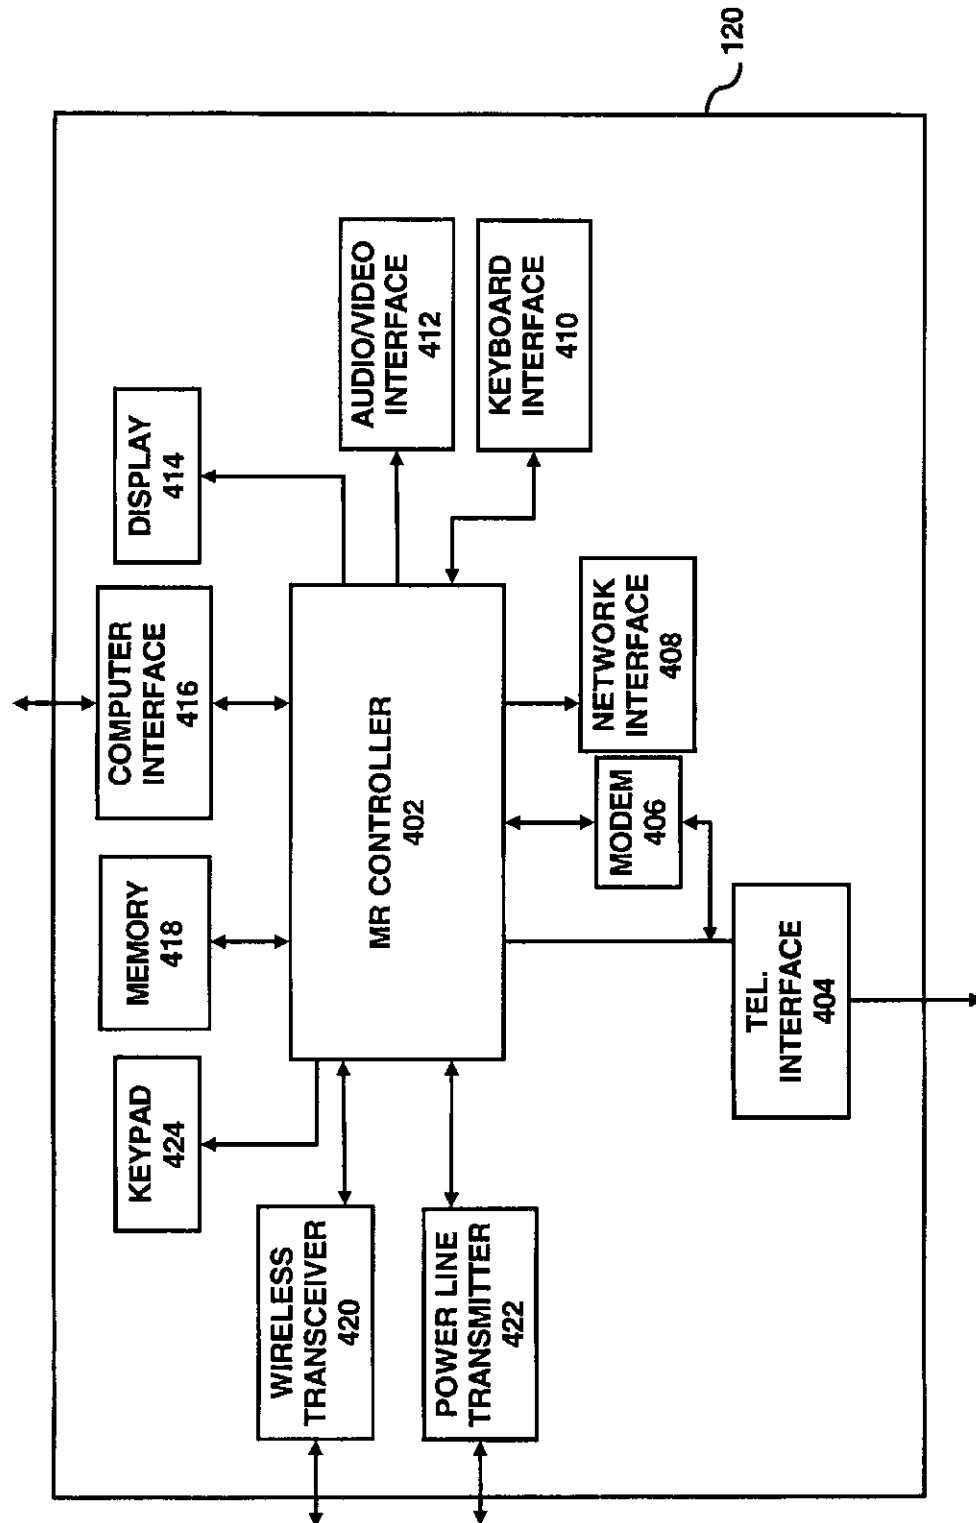 KEYPAD
424
MEMORY
418
COMPUTER
INTERFACE
416
DISPLAY
414
WIRELESS
TRANSCEIVER
420
POWER LINE
TRANSMITTER
422
MR CONTROLLER
402
AUDIO/VIDEO
INTERFACE
412
KEYBOARD
INTERFACE
410
TEL.
INTERFACE
404
MODEM
406
NETWORK
INTERFACE
408
120